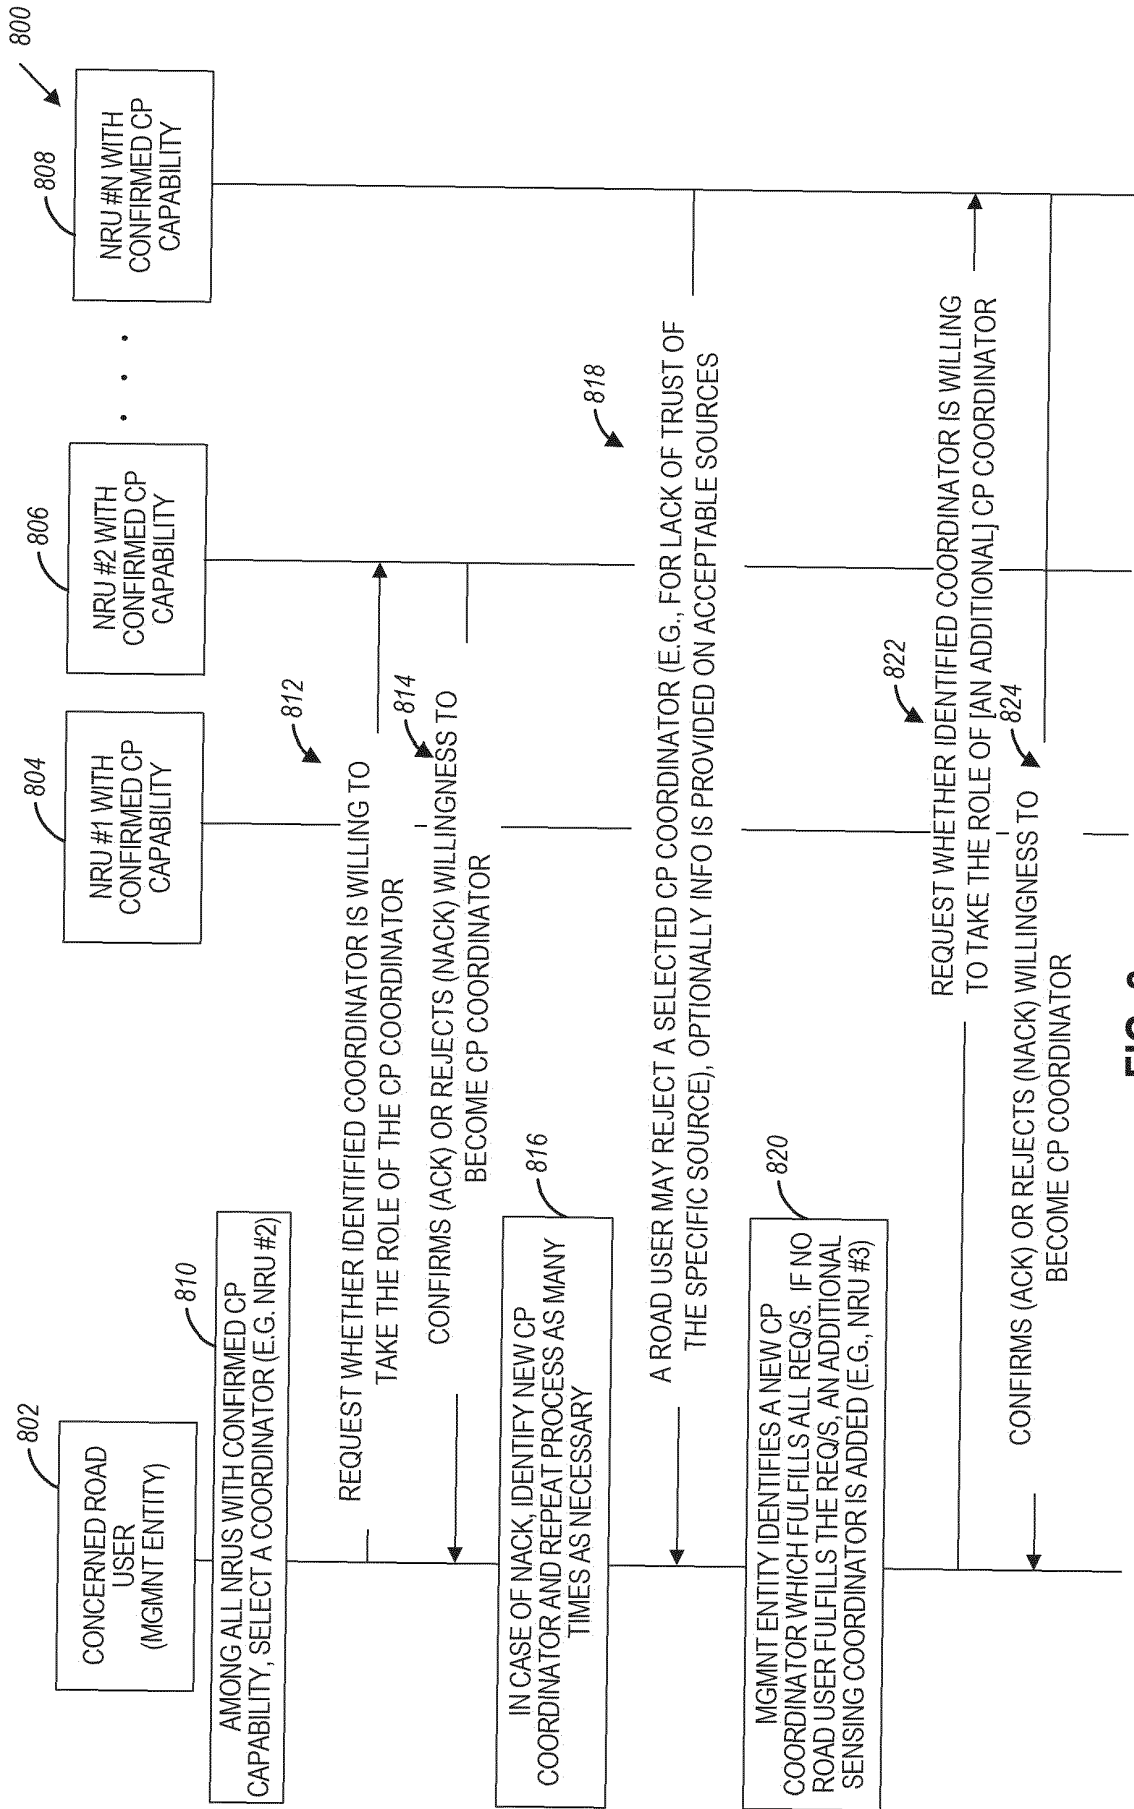 800
802
CONCERNED ROAD
USER
(MGMNT ENTITY)
804
NRU #1 WITH
CONFIRMED CP
CAPABILITY
806
NRU #2 WITH
CONFIRMED CP
CAPABILITY
. . .
808
NRU #N WITH
CONFIRMED CP
CAPABILITY
810
AMONG ALL NRUS WITH CONFIRMED CP
CAPABILITY, SELECT A COORDINATOR (E.G. NRU #2)
812
REQUEST WHETHER IDENTIFIED COORDINATOR IS WILLING TO
TAKE THE ROLE OF THE CP COORDINATOR
814
CONFIRMS (ACK) OR REJECTS (NACK) WILLINGNESS TO
BECOME CP COORDINATOR
816
IN CASE OF NACK, IDENTIFY NEW CP
COORDINATOR AND REPEAT PROCESS AS MANY
TIMES AS NECESSARY
818
A ROAD USER MAY REJECT A SELECTED CP COORDINATOR (E.G., FOR LACK OF TRUST OF
THE SPECIFIC SOURCE), OPTIONALLY INFO IS PROVIDED ON ACCEPTABLE SOURCES
820
MGMNT ENTITY IDENTIFIES A NEW CP
COORDINATOR WHICH FULFILLS ALL REQ/S. IF NO
ROAD USER FULFILLS THE REQ/S, AN ADDITIONAL
SENSING COORDINATOR IS ADDED (E.G., NRU #3)
822
REQUEST WHETHER IDENTIFIED COORDINATOR IS WILLING
TO TAKE THE ROLE OF [AN ADDITIONAL] CP COORDINATOR
824
CONFIRMS (ACK) OR REJECTS (NACK) WILLINGNESS TO
BECOME CP COORDINATOR